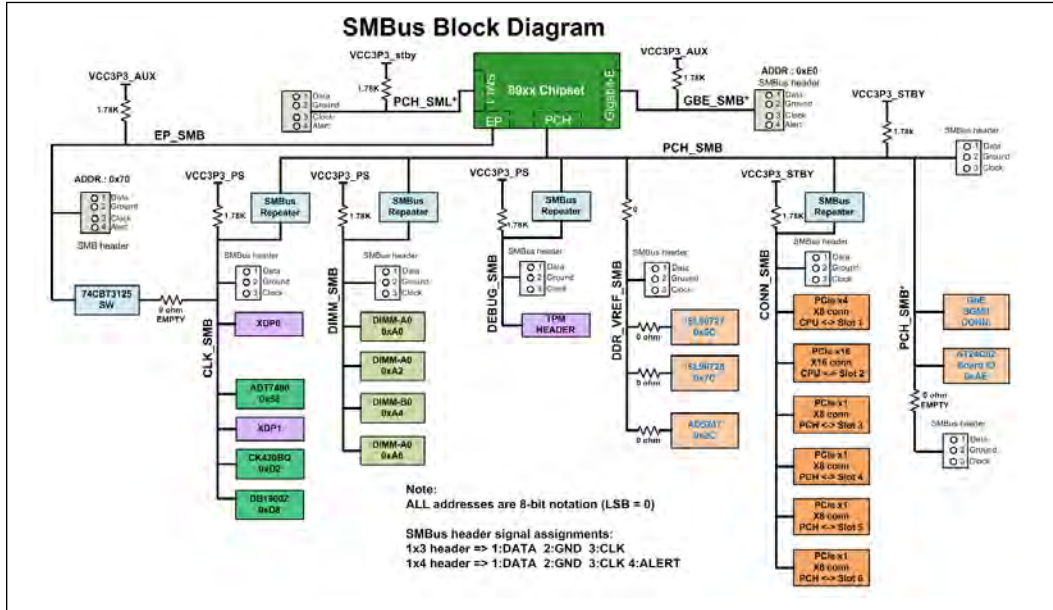 SMBus Block Diagram
VCC3P3_stby
1.78K
PCH_SML*
1 Data
2 Ground
3 Clock
4 Alert
89xx Chipset
SML1
EP
PCH
Gigabit-E
VCC3P3_AUX
1.78K
GBE_SMB*
ADDR : 0xE0
SMBus header
1 Data
2 Ground
3 Clock
4 Alert
VCC3P3_AUX
1.78K
EP_SMB
PCH_SMB
VCC3P3_STBY
1.78k
SMBus header
1 Data
2 Ground
3 Clock
ADDR.: 0x70
1 Data
2 Ground
3 Clock
4 Alert
SMB header
74CBT3125
SW
0 ohm
EMPTY
VCC3P3_PS
1.78K
SMBus
Repeater
SMBus header
1 Data
2 Ground
3 Clock
CLK_SMB
XDP0
XDP1
CK420BQ
0xD2
0xD8
VCC3P3_PS
1.78K
SMBus
Repeater
SMBus header
1 Data
2 Ground
3 Clock
DIMM_SMB
DIMM-A0
0xA0
DIMM-A0
0xA2
DIMM-B0
0xA4
DIMM-A0
0xA6
VCC3P3_PS
1.78K
SMBus
Repeater
SMBus header
1 Data
2 Ground
3 Clock
DEBUG_SMB
TPM
HEADER
0
SMBus header
1 Data
2 Ground
3 Clock
DDR_VREF_SMB
0 ohm
0 ohm
0x7C
0 ohm
VCC3P3_STBY
1.78K
SMBus
Repeater
SMBus header
1 Data
2 Ground
3 Clock
CONN_SMB
PCIe x4
X8 conn
CPU <-> Slot 1
PCIe x16
X16 conn
CPU <-> Slot 2
PCIe x1
X8 conn
PCH <-> Slot 3
PCIe x1
X8 conn
PCH <-> Slot 4
PCIe x1
X8 conn
PCH <-> Slot 5
PCIe x1
X8 conn
PCH <-> Slot 6
PCH_SMB*
GbE
CONN.
Board ID
0xAE
0 ohm
EMPTY
SMBus header
1 Data
2 Ground
3 Clock
Note:
ALL addresses are 8-bit notation (LSB = 0)
SMBus header signal assignments:
1x3 header => 1:DATA 2:GND 3:CLK
1x4 header => 1:DATA 2:GND 3:CLK 4:ALERT